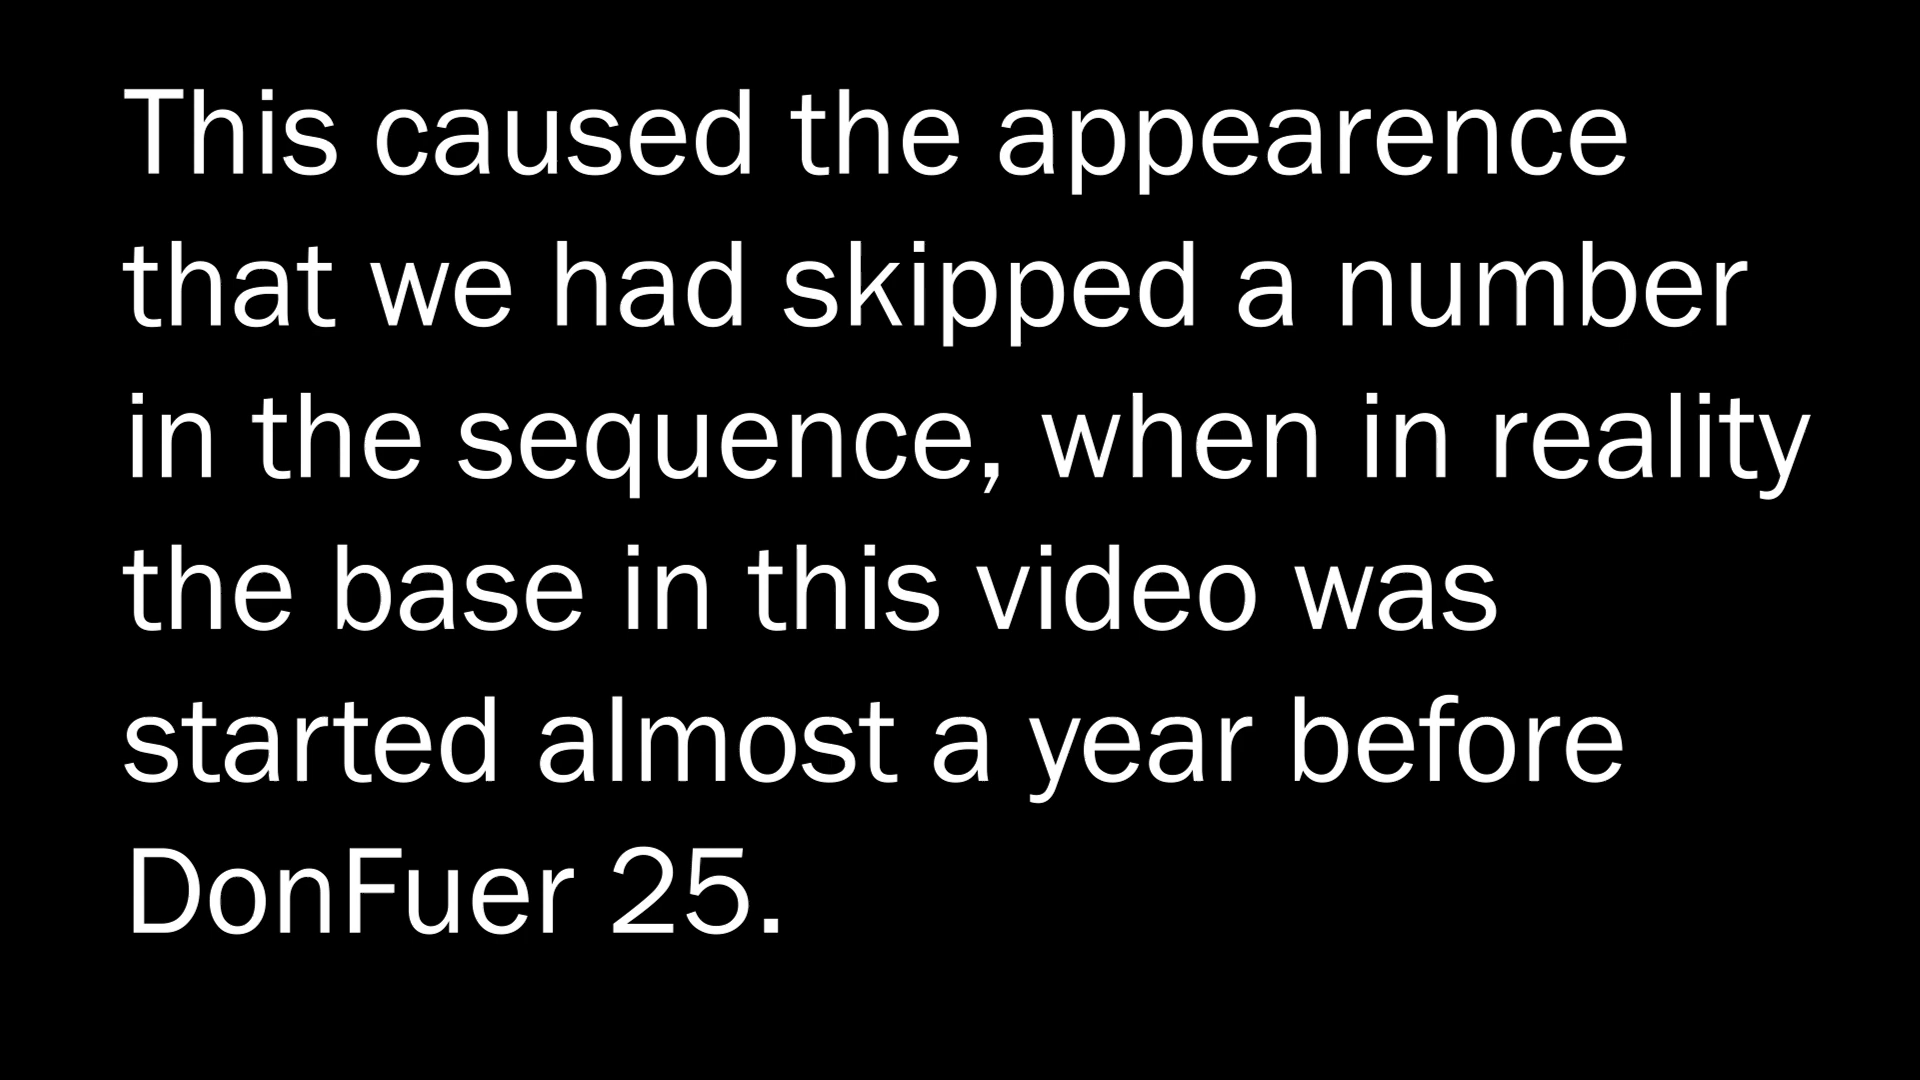 This caused the appearence
that we had skipped a number
in the sequence, when in reality
the base in this video was
started almost a year before
DonFuer 25.